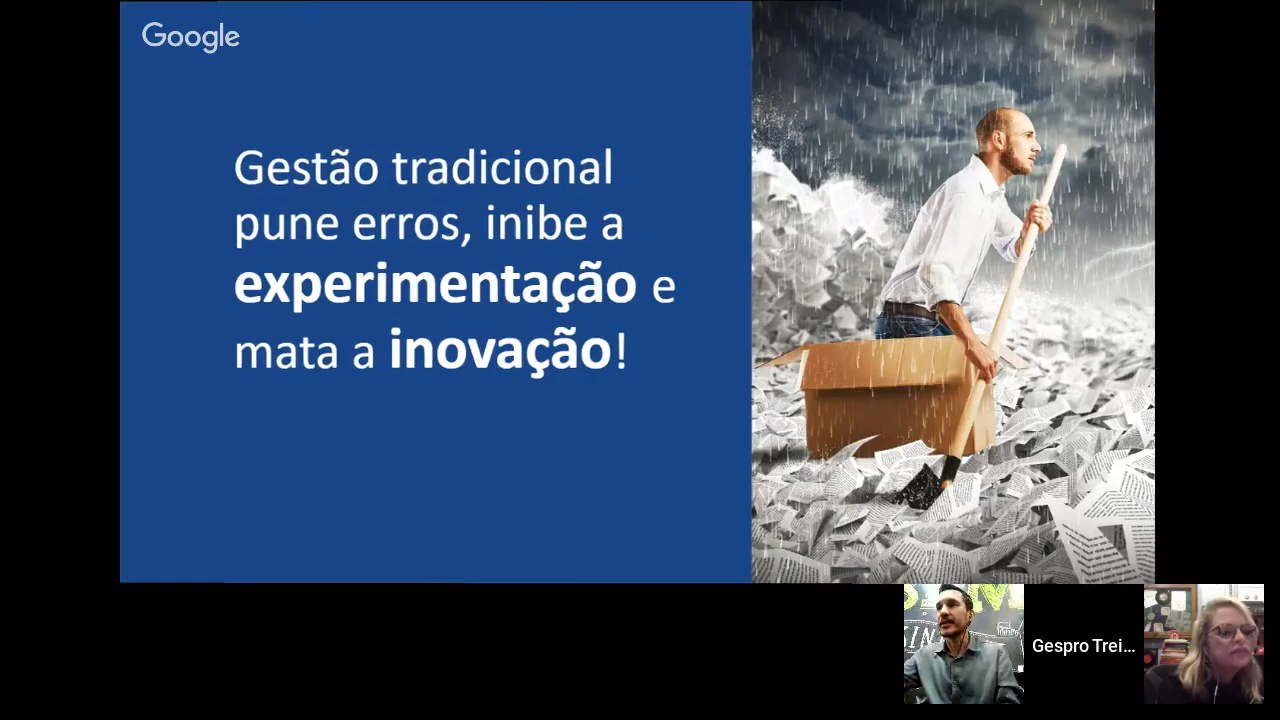 Google
Gestão tradicional
pune erros, inibe a
experimentação e
mata a inovação!
Gespro Trei...